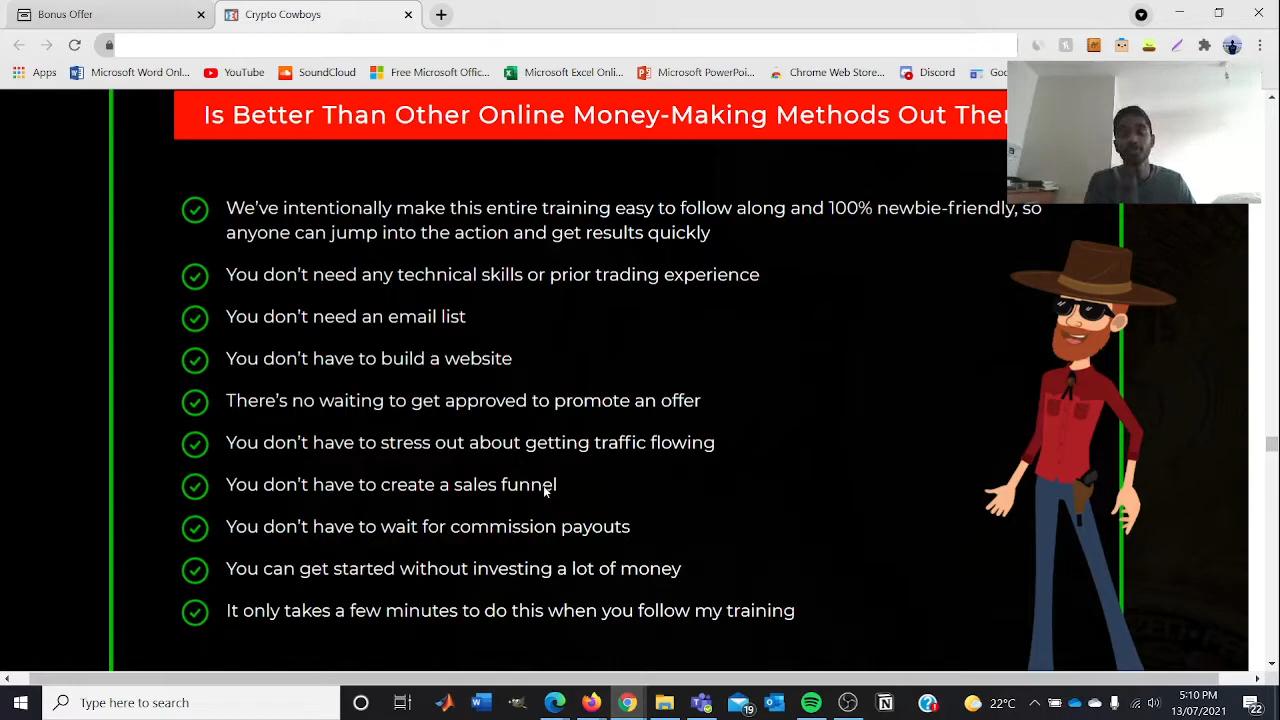 Bonus Offer
Crypto Cowboys
Apps
Microsoft Word Onl...
YouTube
SoundCloud
Free Microsoft Offic...
Microsoft Excel Onli...
Microsoft PowerPoi...
Chrome Web Store...
Discord
Goo
Is Better Than Other Online Money-Making Methods Out Ther
We've intentionally make this entire training easy to follow along and 100% newbie-friendly, so
anyone can jump into the action and get results quickly
You don't need any technical skills or prior trading experience
You don't need an email list
You don't have to build a website
There's no waiting to get approved to promote an offer
You don't have to stress out about getting traffic flowing
You don't have to create a sales funnel
You don't have to wait for commission payouts
You can get started without investing a lot of money
It only takes a few minutes to do this when you follow my training
Type here to search
19
22°C
5:10 PM
13/07/2021
22